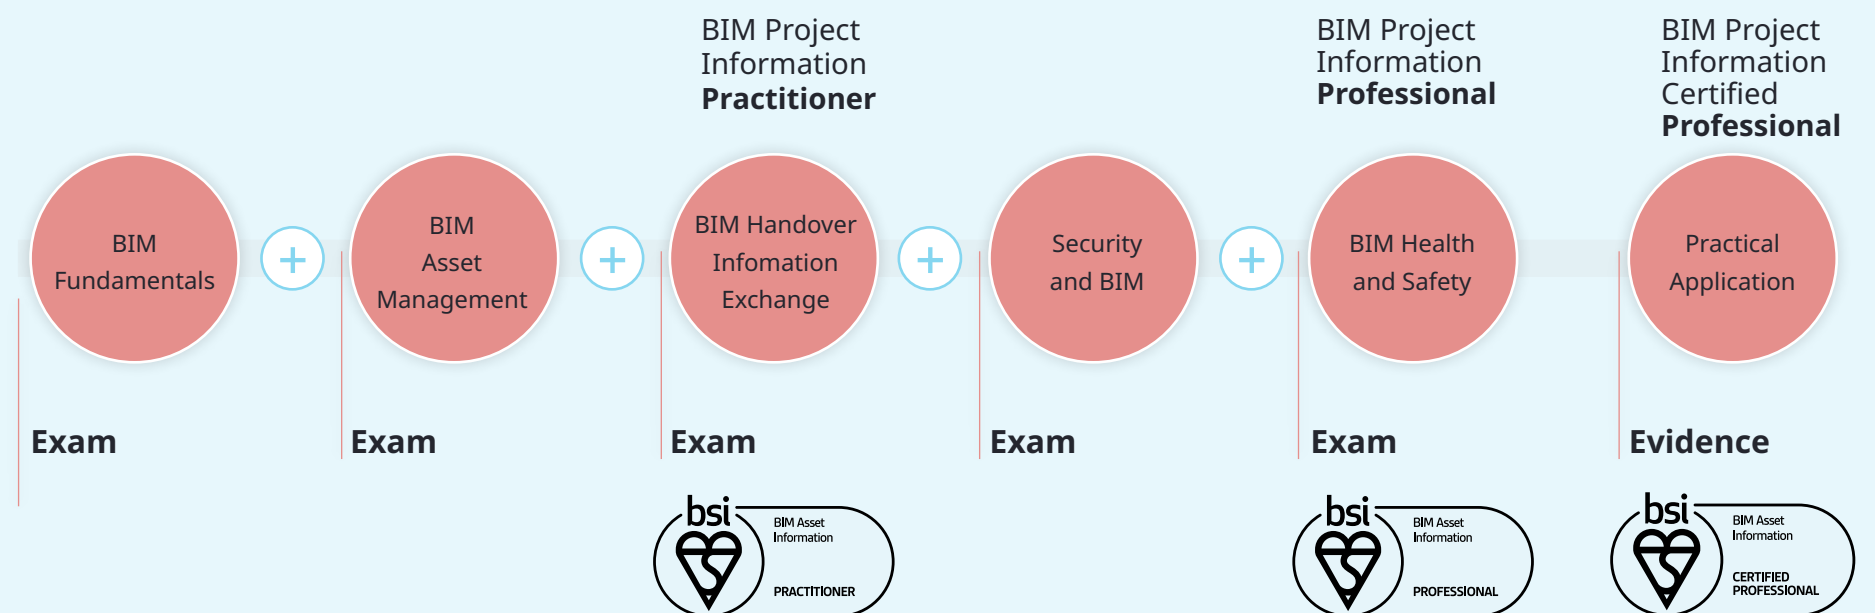 BIM Project
Information
Practitioner
BIM Project
Information
Professional
BIM Project
Information
Certified
Professional
BIM
Fundamentals
+
BIM
Asset
Management
+
BIM Handover
Infomation
Exchange
+
Security
and BIM
+
BIM Health
and Safety
Practical
Application
Exam
Exam
Exam
Exam
Exam
Evidence
bsi
BIM Asset
Information
PRACTITIONER
bsi
BIM Asset
Information
PROFESSIONAL
bsi
BIM Asset
Information
CERTIFIED
PROFESSIONAL